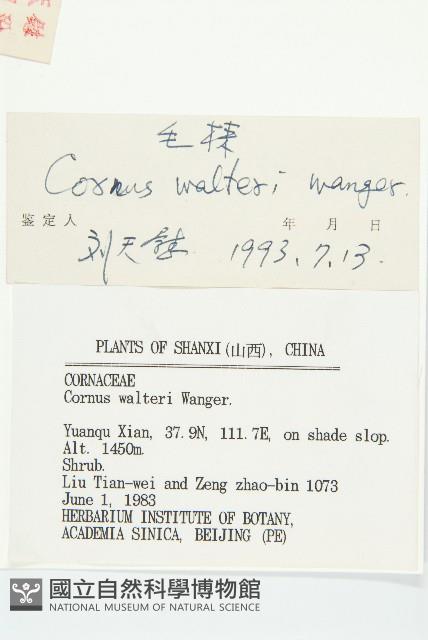 毛梾
Cornus walteri Wanger.
鉴定人 年 月 日
刘天 1993.7.13.
PLANTS OF SHANXI(山西), CHINA
CORNACEAE
Cornus walteri Wanger.
Yuanqu Xian, 37.9N, 111.7E, on shade slop.
Alt. 1450m.
Shrub.
Liu Tian-wei and Zeng zhao-bin 1073
June 1, 1983
HERBARIUM INSTITUTE OF BOTANY,
ACADEMIA SINICA, BEIJING (PE)
國立自然科學博物館
NATIONAL MUSEUM OF NATURAL SCIENCE